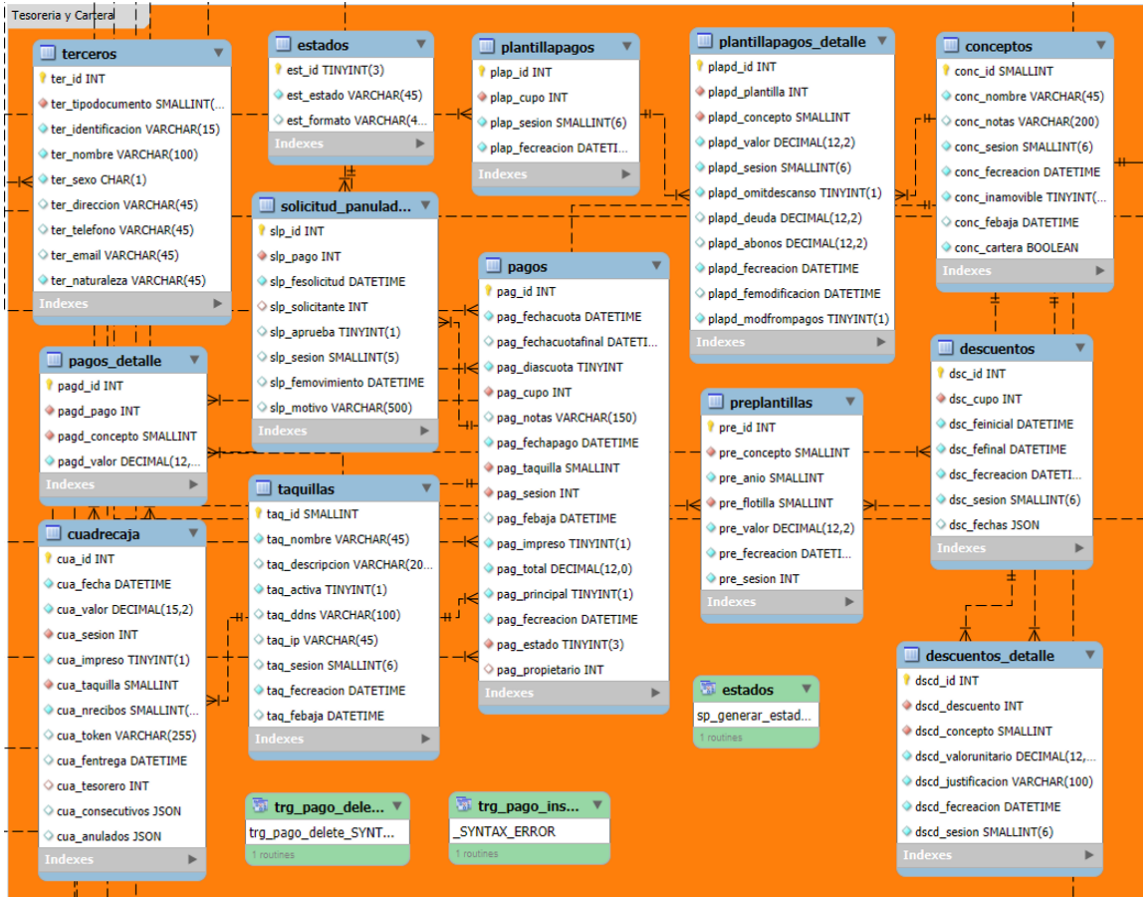 Tesoreria y Cartera
terceros
ter_id INT
ter_tipodocumento SMALLINT(...
ter_identificacion VARCHAR(15)
ter_nombre VARCHAR(100)
ter_sexo CHAR(1)
ter_direccion VARCHAR(45)
ter_telefono VARCHAR(45)
ter_email VARCHAR(45)
ter_naturaleza VARCHAR(45)
Indexes
estados
est_id TINYINT(3)
est_estado VARCHAR(45)
est_formato VARCHAR(4...
Indexes
plantillapagos
plap_id INT
plap_cupo INT
plap_sesion SMALLINT(6)
plap_fecreacion DATETI...
Indexes
plantillapagos_detalle
plapd_id INT
plapd_plantilla INT
plapd_concepto SMALLINT
plapd_valor DECIMAL(12,2)
plapd_sesion SMALLINT(6)
plapd_omitdescanso TINYINT(1)
plapd_deuda DECIMAL(12,2)
plapd_abonos DECIMAL(12,2)
plapd_fecreacion DATETIME
plapd_femodificacion DATETIME
plapd_modfrompagos TINYINT(1)
Indexes
conceptos
conc_id SMALLINT
conc_nombre VARCHAR(45)
conc_notas VARCHAR(200)
conc_sesion SMALLINT(6)
conc_fecreacion DATETIME
conc_inamovible TINYINT(...
conc_febaja DATETIME
conc_cartera BOOLEAN
Indexes
solicitud_panulad...
slp_id INT
slp_pago INT
slp_fesolicitud DATETIME
slp_solicitante INT
slp_aprueba TINYINT(1)
slp_sesion SMALLINT(5)
slp_femovimiento DATETIME
slp_motivo VARCHAR(500)
Indexes
pagos
pag_id INT
pag_fechacuota DATETIME
pag_fechacuotafinal DATETI...
pag_diascuota TINYINT
pag_cupo INT
pag_notas VARCHAR(150)
pag_fechapago DATETIME
pag_taquilla SMALLINT
pag_sesion INT
pag_febaja DATETIME
pag_impreso TINYINT(1)
pag_total DECIMAL(12,0)
pag_principal TINYINT(1)
pag_fecreacion DATETIME
pag_estado TINYINT(3)
pag_propietario INT
Indexes
pagos_detalle
pagd_id INT
pagd_pago INT
pagd_concepto SMALLINT
pagd_valor DECIMAL(12,...
Indexes
preplantillas
pre_id INT
pre_concepto SMALLINT
pre_anio SMALLINT
pre_flotilla SMALLINT
pre_valor DECIMAL(12,2)
pre_fecreacion DATETI...
pre_sesion INT
Indexes
descuentos
dsc_id INT
dsc_cupo INT
dsc_feinicial DATETIME
dsc_fefinal DATETIME
dsc_fecreacion DATETI...
dsc_sesion SMALLINT(6)
dsc_fechas JSON
Indexes
taquillas
taq_id SMALLINT
taq_nombre VARCHAR(45)
taq_descripcion VARCHAR(20...
taq_activa TINYINT(1)
taq_ddns VARCHAR(100)
taq_ip VARCHAR(45)
taq_sesion SMALLINT(6)
taq_fecreacion DATETIME
taq_febaja DATETIME
Indexes
cuadrecaja
cua_id INT
cua_fecha DATETIME
cua_valor DECIMAL(15,2)
cua_sesion INT
cua_impreso TINYINT(1)
cua_taquilla SMALLINT
cua_nrecibos SMALLINT(...
cua_token VARCHAR(255)
cua_fentrega DATETIME
cua_tesorero INT
cua_consecutivos JSON
cua_anulados JSON
Indexes
descuentos_detalle
dscd_id INT
dscd_descuento INT
dscd_concepto SMALLINT
dscd_valorunitario DECIMAL(12,...
dscd_justificacion VARCHAR(100)
dscd_fecreacion DATETIME
dscd_sesion SMALLINT(6)
Indexes
estados
sp_generar_estad...
1 routines
trg_pago_dele...
trg_pago_delete_SYNT...
1 routines
trg_pago_ins...
_SYNTAX_ERROR
1 routines